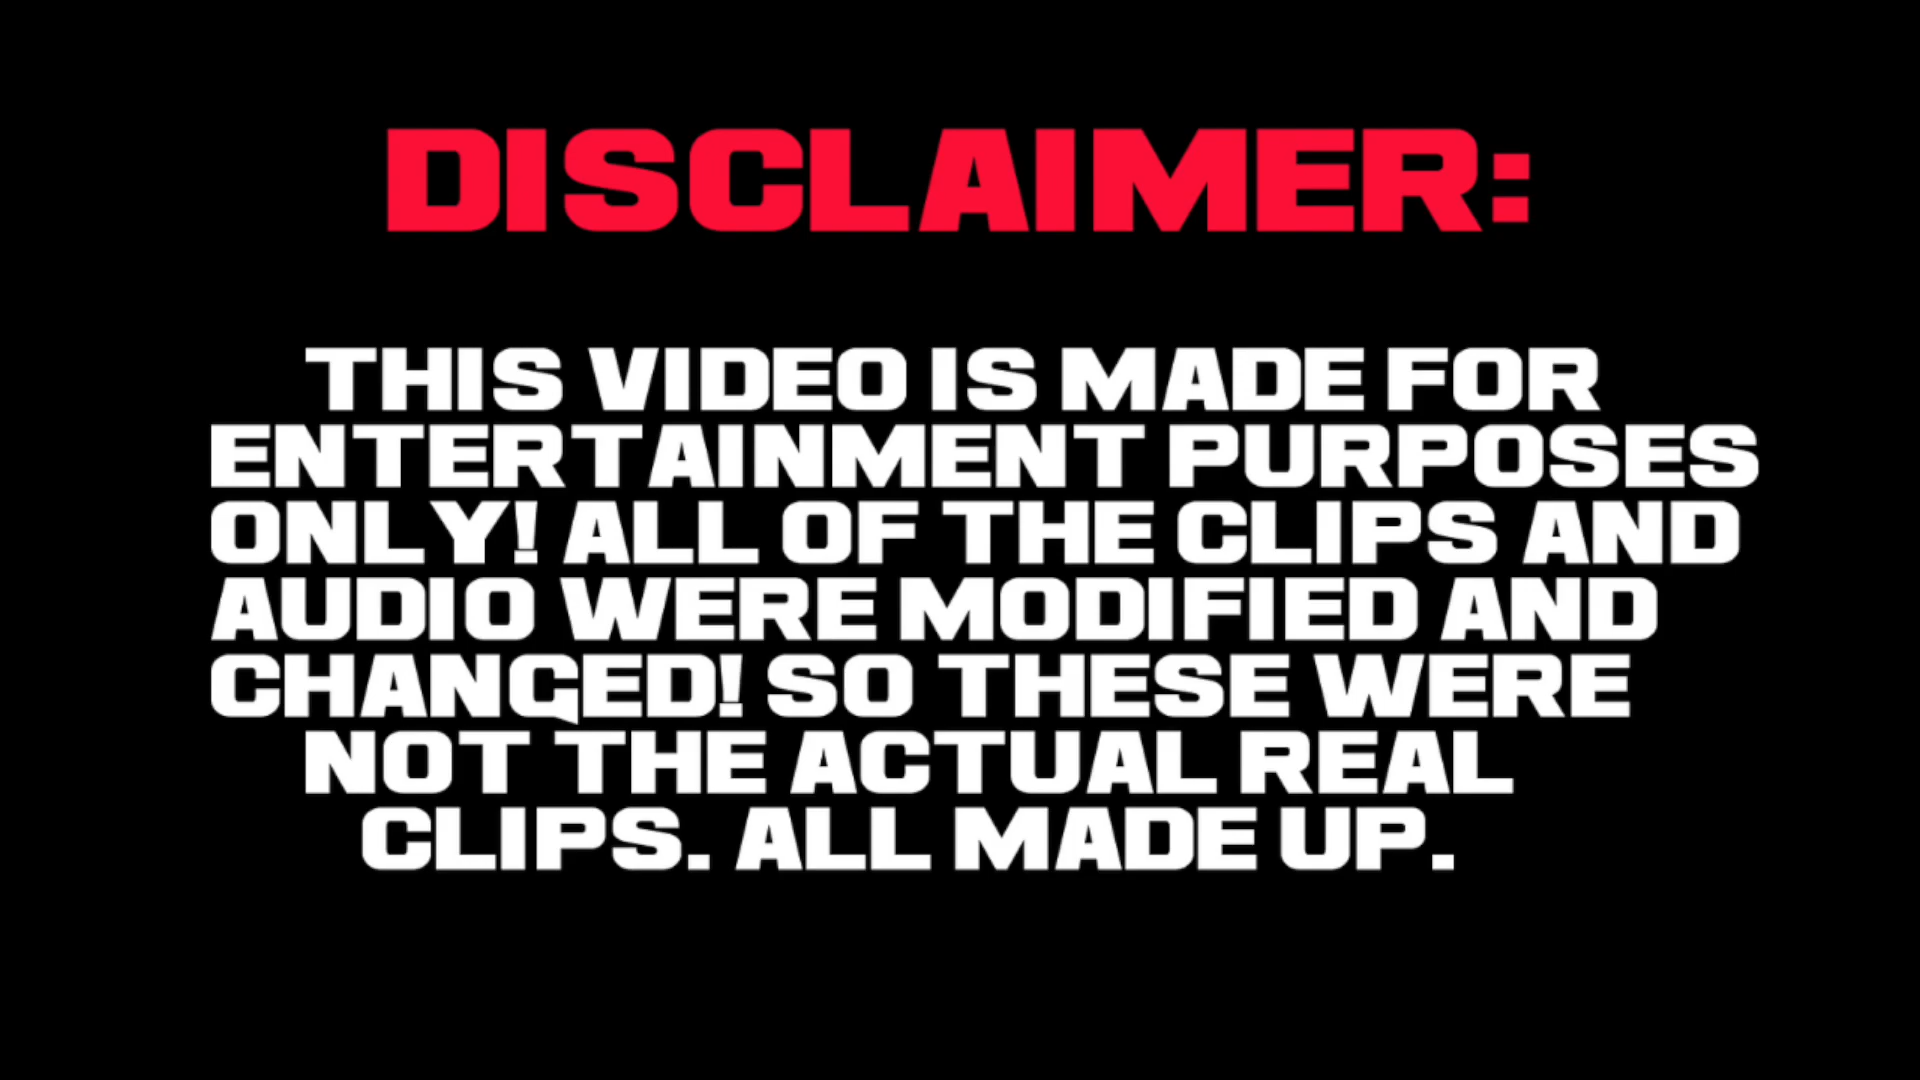 DISCLAIMER:
THIS VIDEO IS MADE FOR
ENTERTAINMENT PURPOSES
ONLY! ALL OF THE CLIPS AND
AUDIO WERE MODIFIED AND
CHANGED! SO THESE WERE
NOT THE ACTUAL REAL
CLIPS. ALL MADE UP.